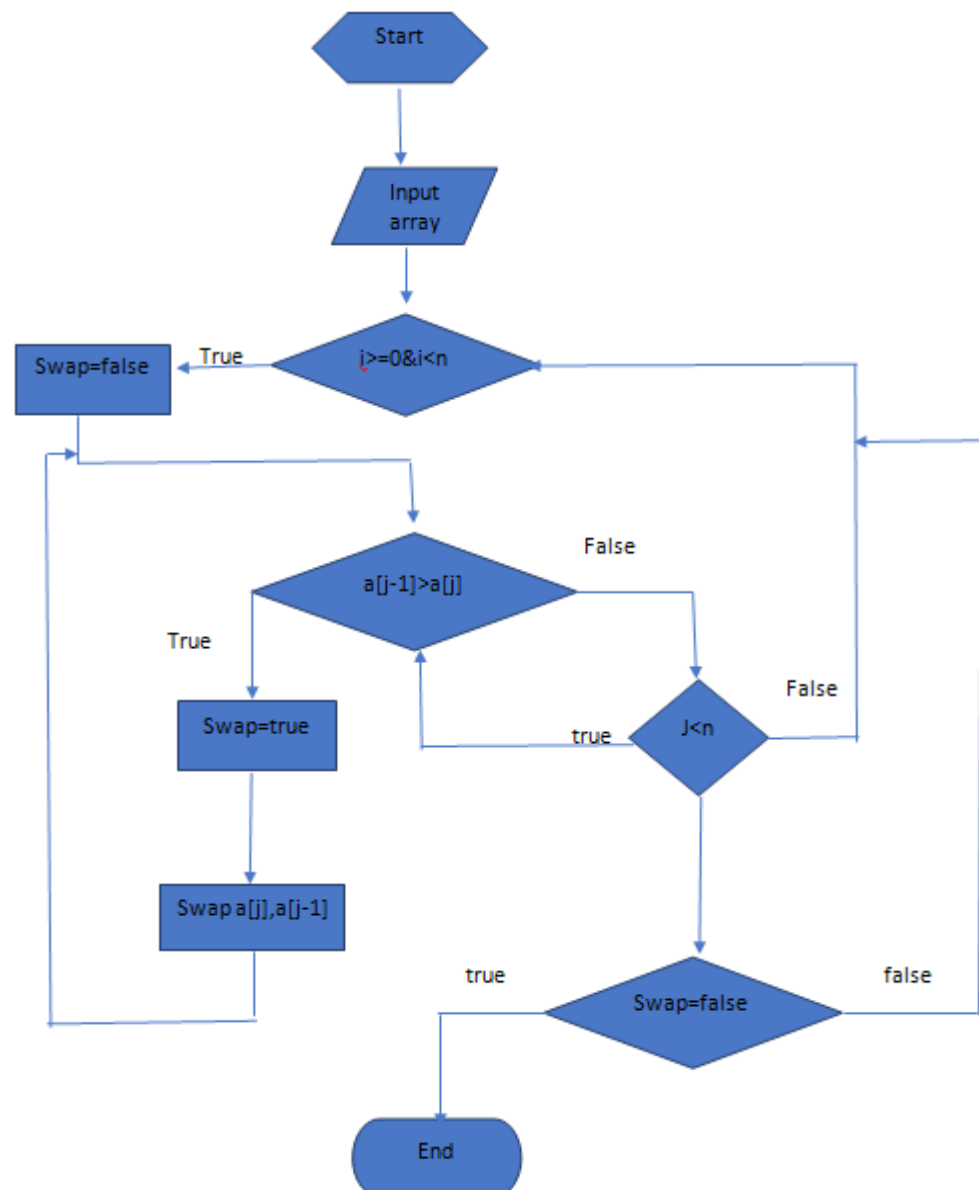 Start
Input
array
i>=0&i<n
True
Swap=false
a[j-1]>a[j]
False
True
Swap=true
J<n
true
False
Swap a[j],a[j-1]
Swap=false
true
false
End